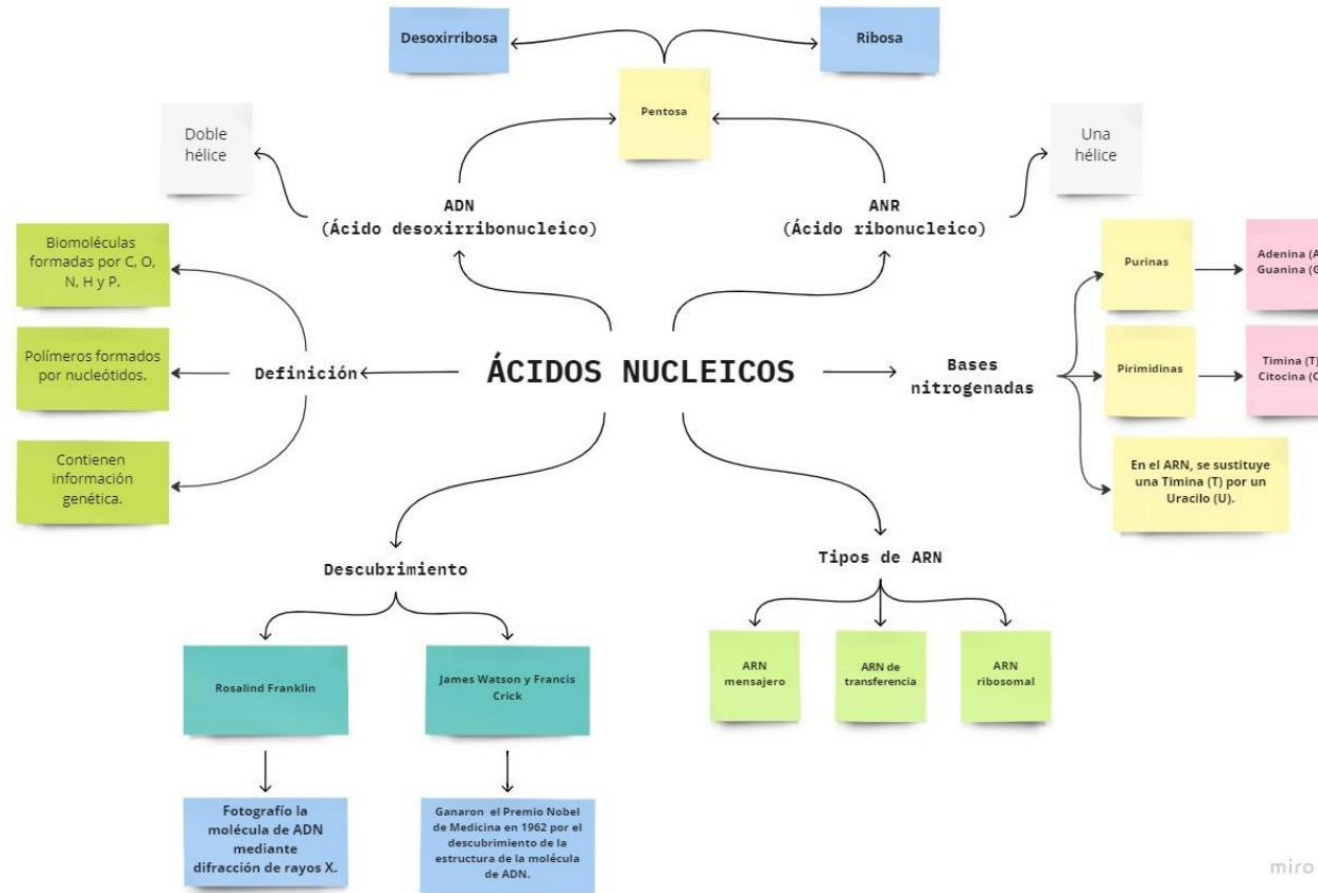 Desoxirribosa
Ribosa
Pentosa
Doble
hélice
Una
hélice
ADN
(Ácido desoxirribonucleico)
ANR
(Ácido ribonucleico)
Biomoléculas
formadas por C, O,
N, H y P.
Polímeros formados
por nucleótidos.
Contienen
información
genética.
Definición
ÁCIDOS NUCLEICOS
Bases
nitrogenadas
Purinas
Adenina (A
Guanina (G
Pirimidinas
Timina (T)
Citocina (C
En el ARN, se sustituye
una Timina (T) por un
Uracilo (U).
Descubrimiento
Rosalind Franklin
James Watson y Francis
Crick
Fotografío la
molécula de ADN
mediante
difracción de rayos X.
Ganaron el Premio Nobel
de Medicina en 1962 por el
descubrimiento de la
estructura de la molécula
de ADN.
Tipos de ARN
ARN
mensajero
ARN de
transferencia
ARN
ribosomal
miro